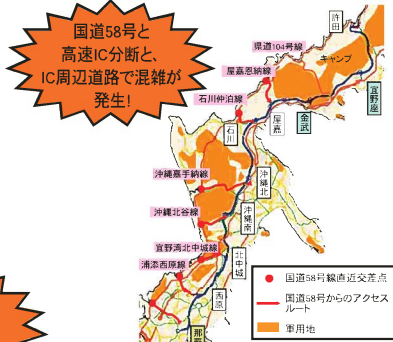 国道58号と
高速IC分断と、
IC周辺道路で混雑が
発生!
許田
県道104号線
キャンプ
屋嘉恩納線
宜野座
石川仲泊線
金武
屋嘉
石川
沖縄嘉手納線
沖縄北
沖縄北谷線
沖縄南
宜野湾北中城線
北中城
浦添西原線
西原
国道58号線直近交差点
国道58号からのアクセス
ルート
軍用地